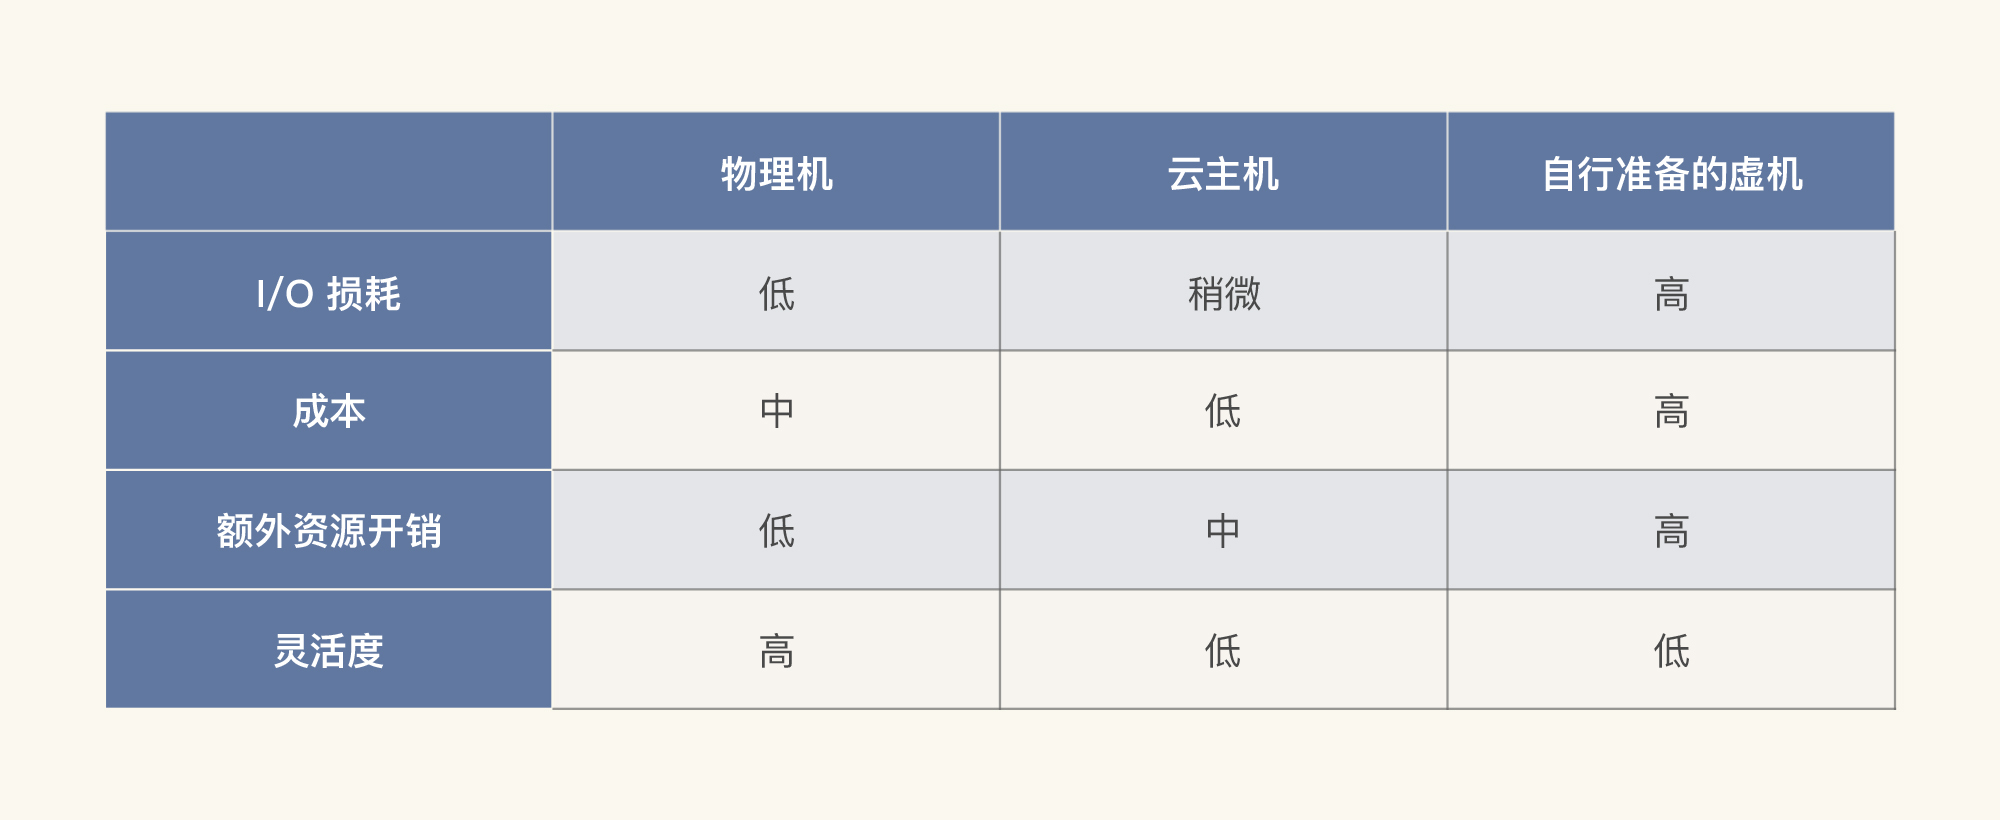 物理机 云主机 自行准备的虚机
I/O 损耗 低 稍微 高
成本 中 低 高
额外资源开销 低 中 高
灵活度 高 低 低